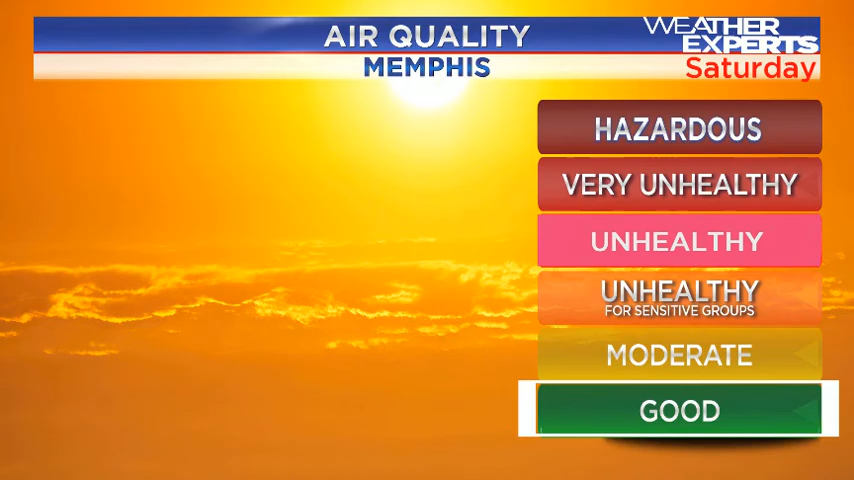 AIR QUALITY
MEMPHIS
WEATHER
EXPERTS
Saturday
HAZARDOUS
VERY UNHEALTHY
UNHEALTHY
UNHEALTHY
FOR SENSITIVE GROUPS
MODERATE
GOOD